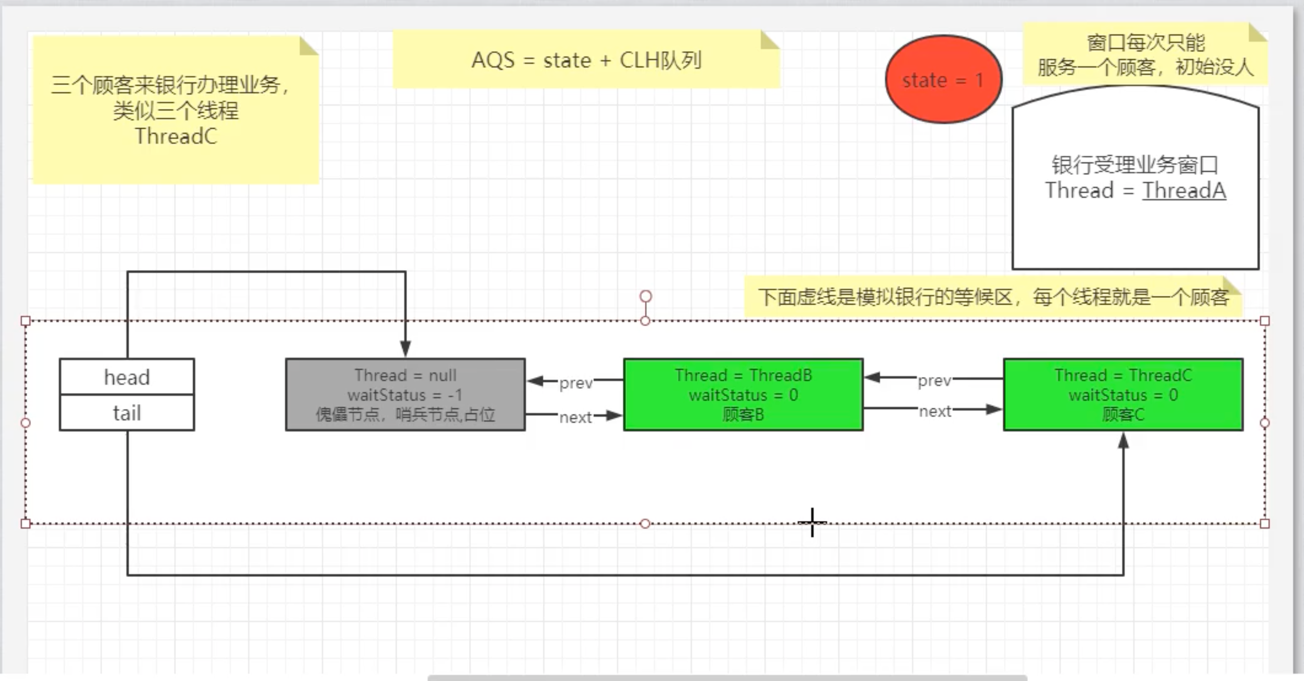 三个顾客来银行办理业务，
类似三个线程
ThreadC
AQS = state + CLH队列
state = 1
窗口每次只能
服务一个顾客，初始没人
银行受理业务窗口
Thread = ThreadA
下面虚线是模拟银行的等候区，每个线程就是一个顾客
head
tail
Thread = null
waitStatus = -1
傀儡节点，哨兵节点,占位
prev
next
Thread = ThreadB
waitStatus = 0
顾客B
prev
next
Thread = ThreadC
waitStatus = 0
顾客C